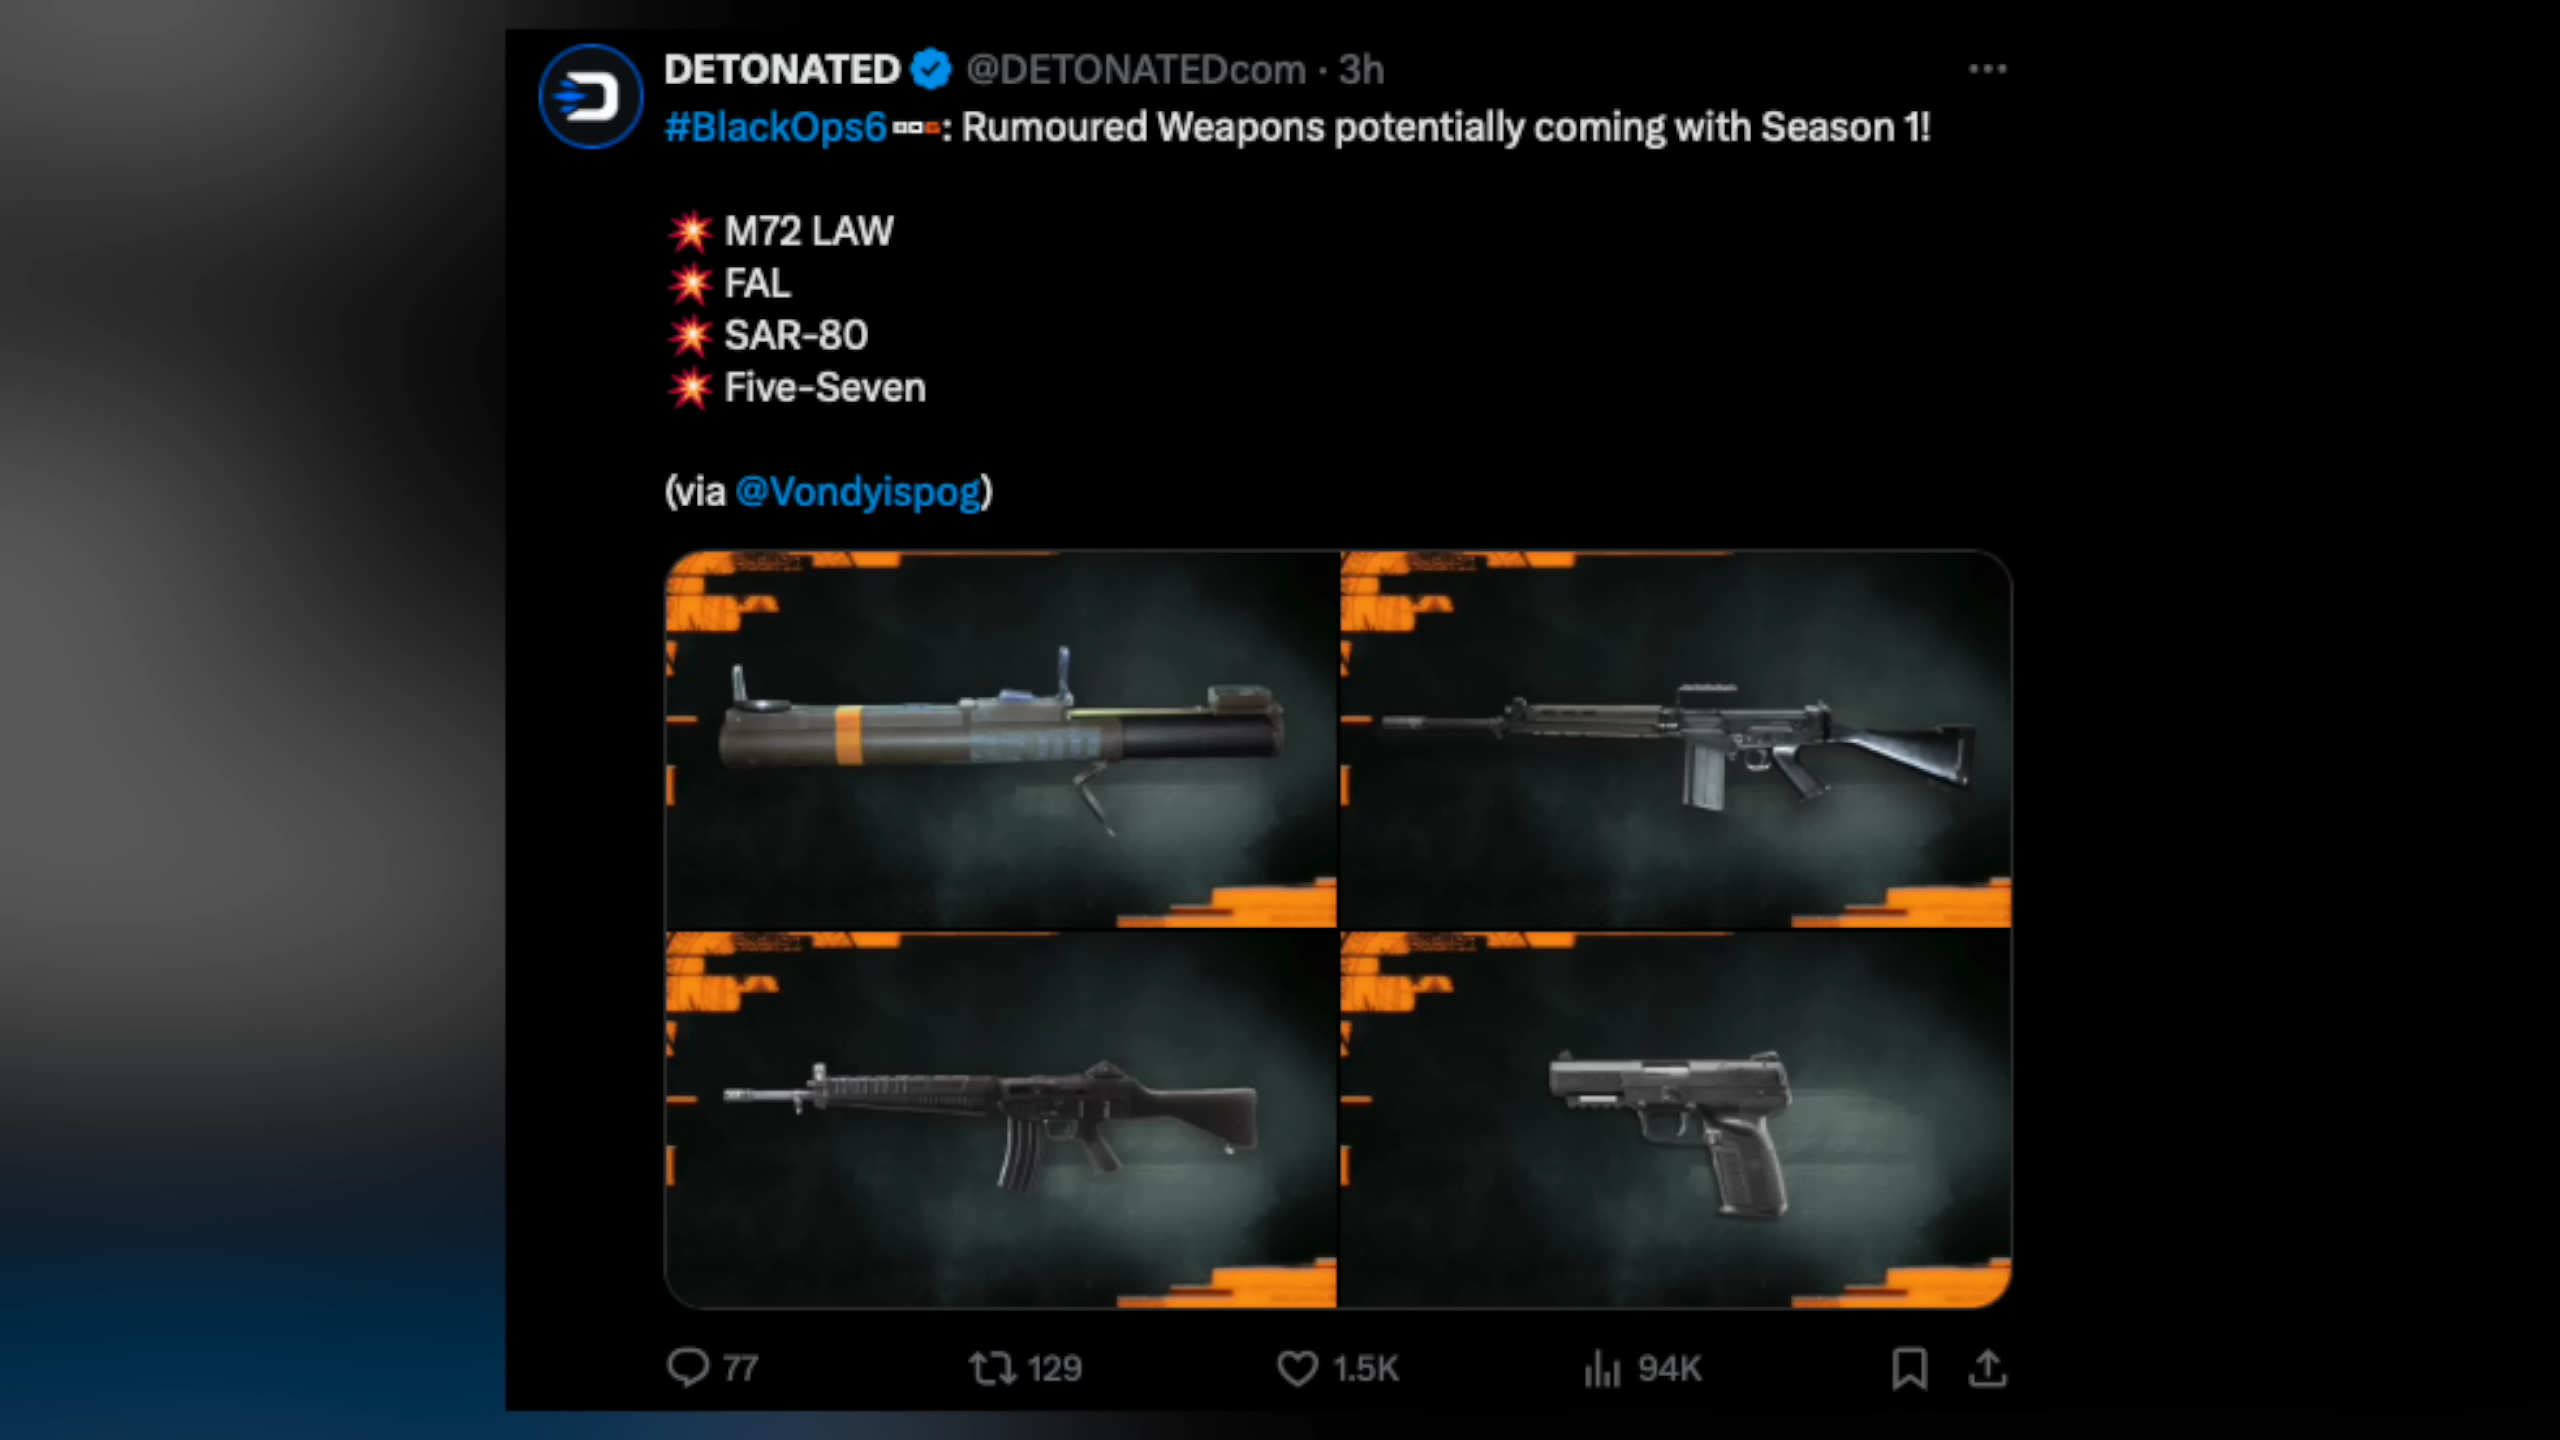 DETONATED @DETONATEDcom · 3h
#BlackOps6: Rumoured Weapons potentially coming with Season 1!
💥 M72 LAW
💥 FAL
💥 SAR-80
💥 Five-Seven
(via @Vondyispog)
77 129 1.5K 94K